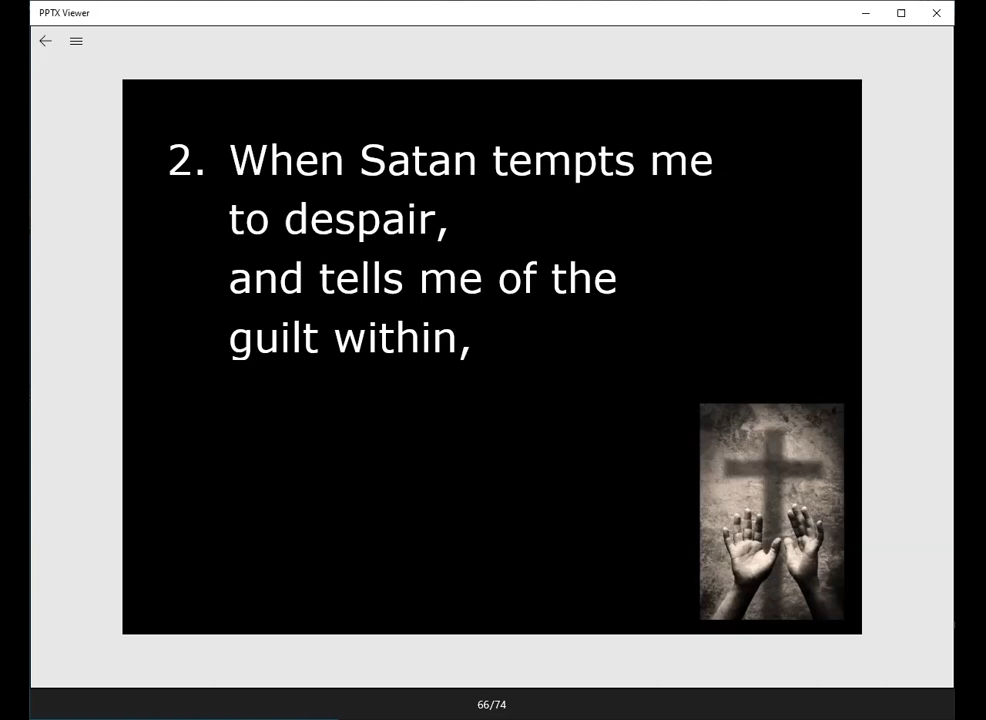 PPTX Viewer
2. When Satan tempts me
to despair,
and tells me of the
guilt within,
66/74